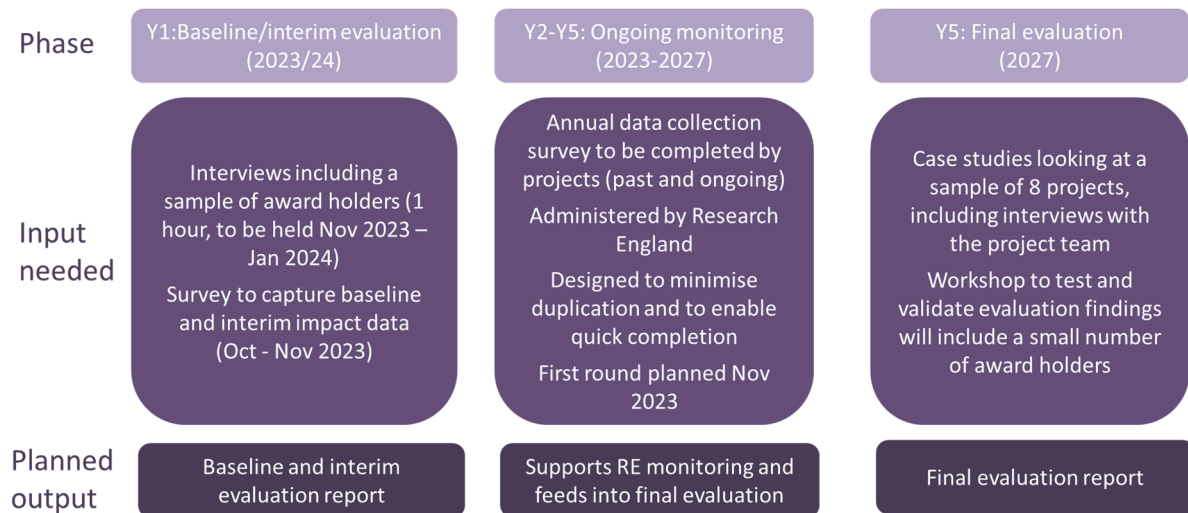 Phase
Y1:Baseline/interim evaluation
(2023/24)
Y2-Y5: Ongoing monitoring
(2023-2027)
Y5: Final evaluation
(2027)
Input
needed
Interviews including a
sample of award holders (1
hour, to be held Nov 2023 –
Jan 2024)
Survey to capture baseline
and interim impact data
(Oct - Nov 2023)
Annual data collection
survey to be completed by
projects (past and ongoing)
Administered by Research
England
Designed to minimise
duplication and to enable
quick completion
First round planned Nov
2023
Case studies looking at a
sample of 8 projects,
including interviews with
the project team
Workshop to test and
validate evaluation findings
will include a small number
of award holders
Planned
output
Baseline and interim
evaluation report
Supports RE monitoring and
feeds into final evaluation
Final evaluation report